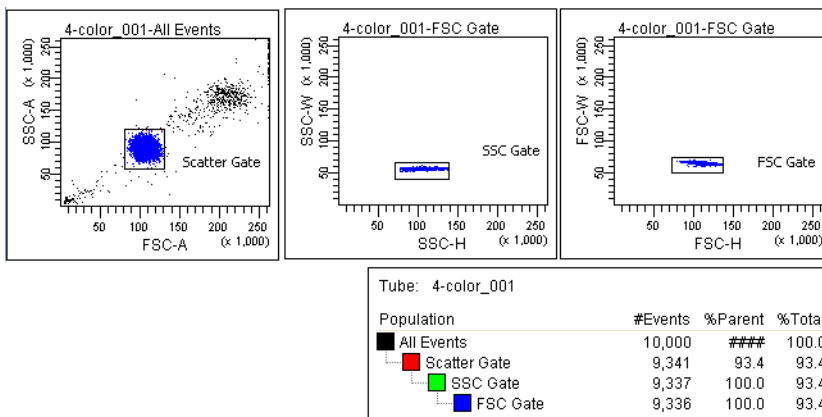 4-color_001-All Events
SSC-A (x 1,000)
50 100 150 200 250
Scatter Gate
50 100 150 200 250
FSC-A (x 1,000)
4-color_001-FSC Gate
SSC-W (x 1,000)
50 100 150 200 250
SSC Gate
50 100 150 200 250
SSC-H (x 1,000)
4-color_001-FSC Gate
FSC-W (x 1,000)
50 100 150 200 250
FSC Gate
50 100 150 200 250
FSC-H (x 1,000)
Tube: 4-color_001
Population #Events %Parent %Total
All Events 10,000 #### 100.0
Scatter Gate 9,341 93.4 93.4
SSC Gate 9,337 100.0 93.4
FSC Gate 9,336 100.0 93.4